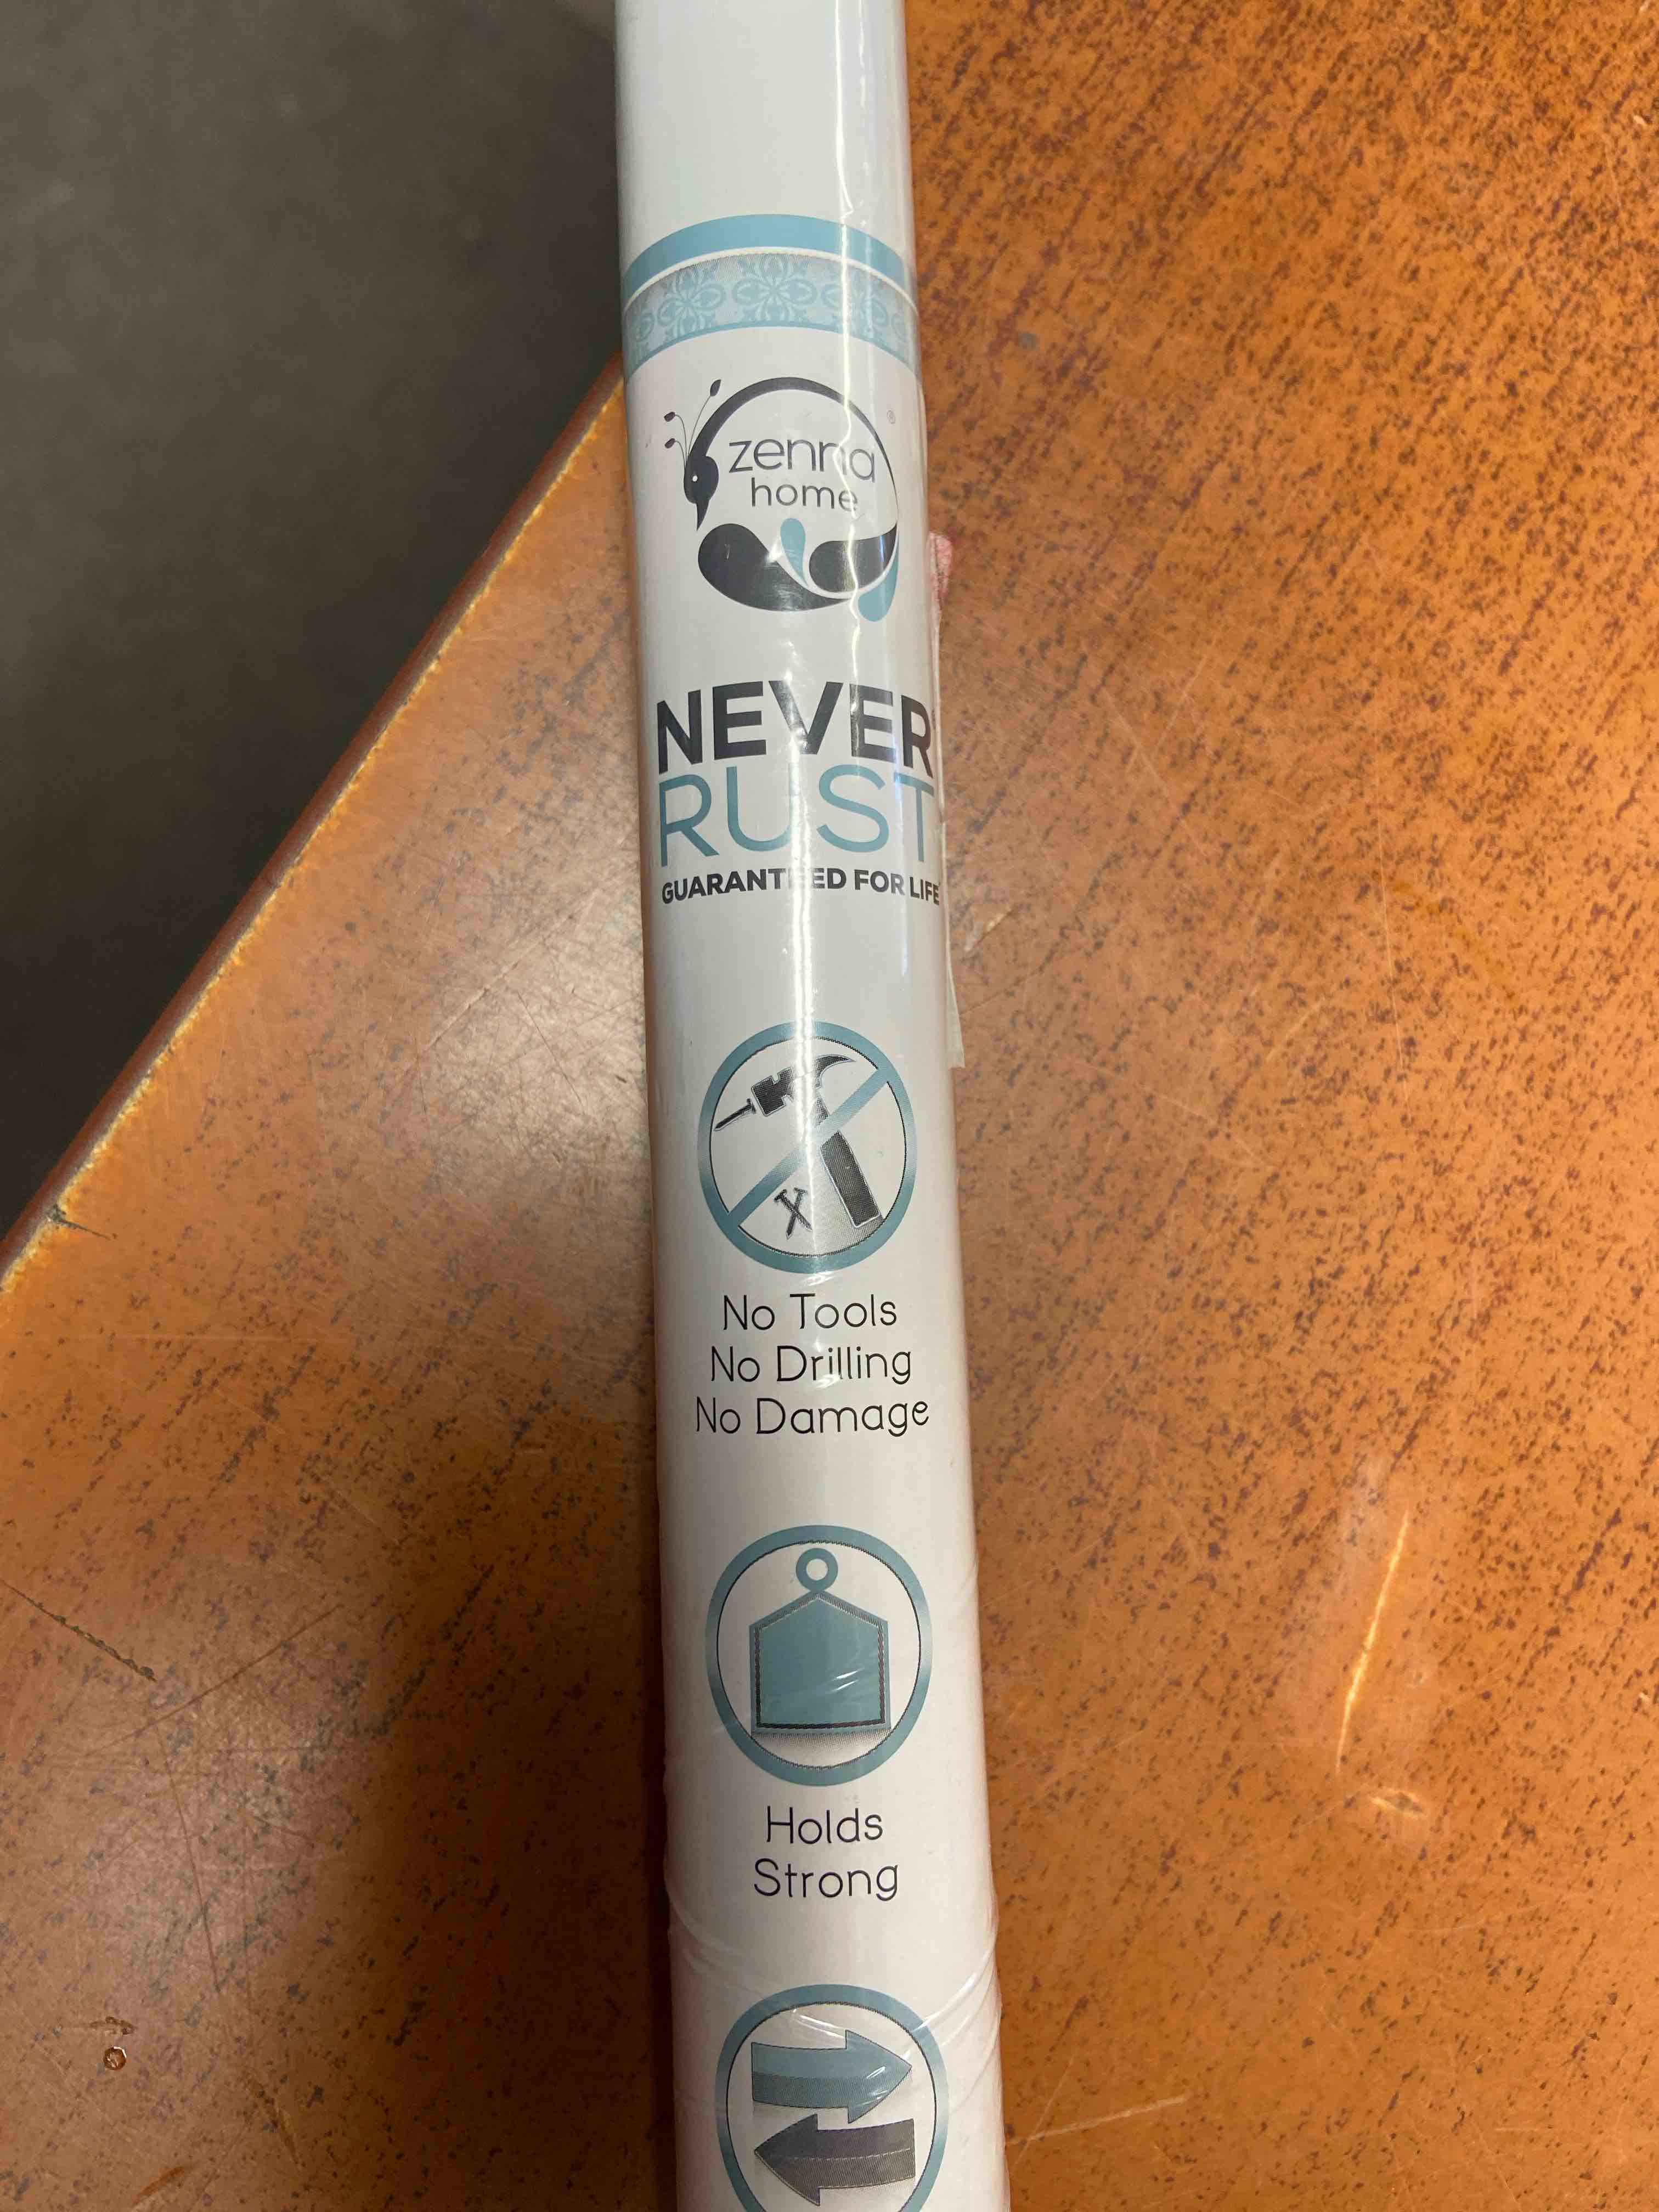 zenna
home
®
NEVER
RUST
GUARANTEED FOR LIFE
No Tools
No Drilling
No Damage
Holds
Strong